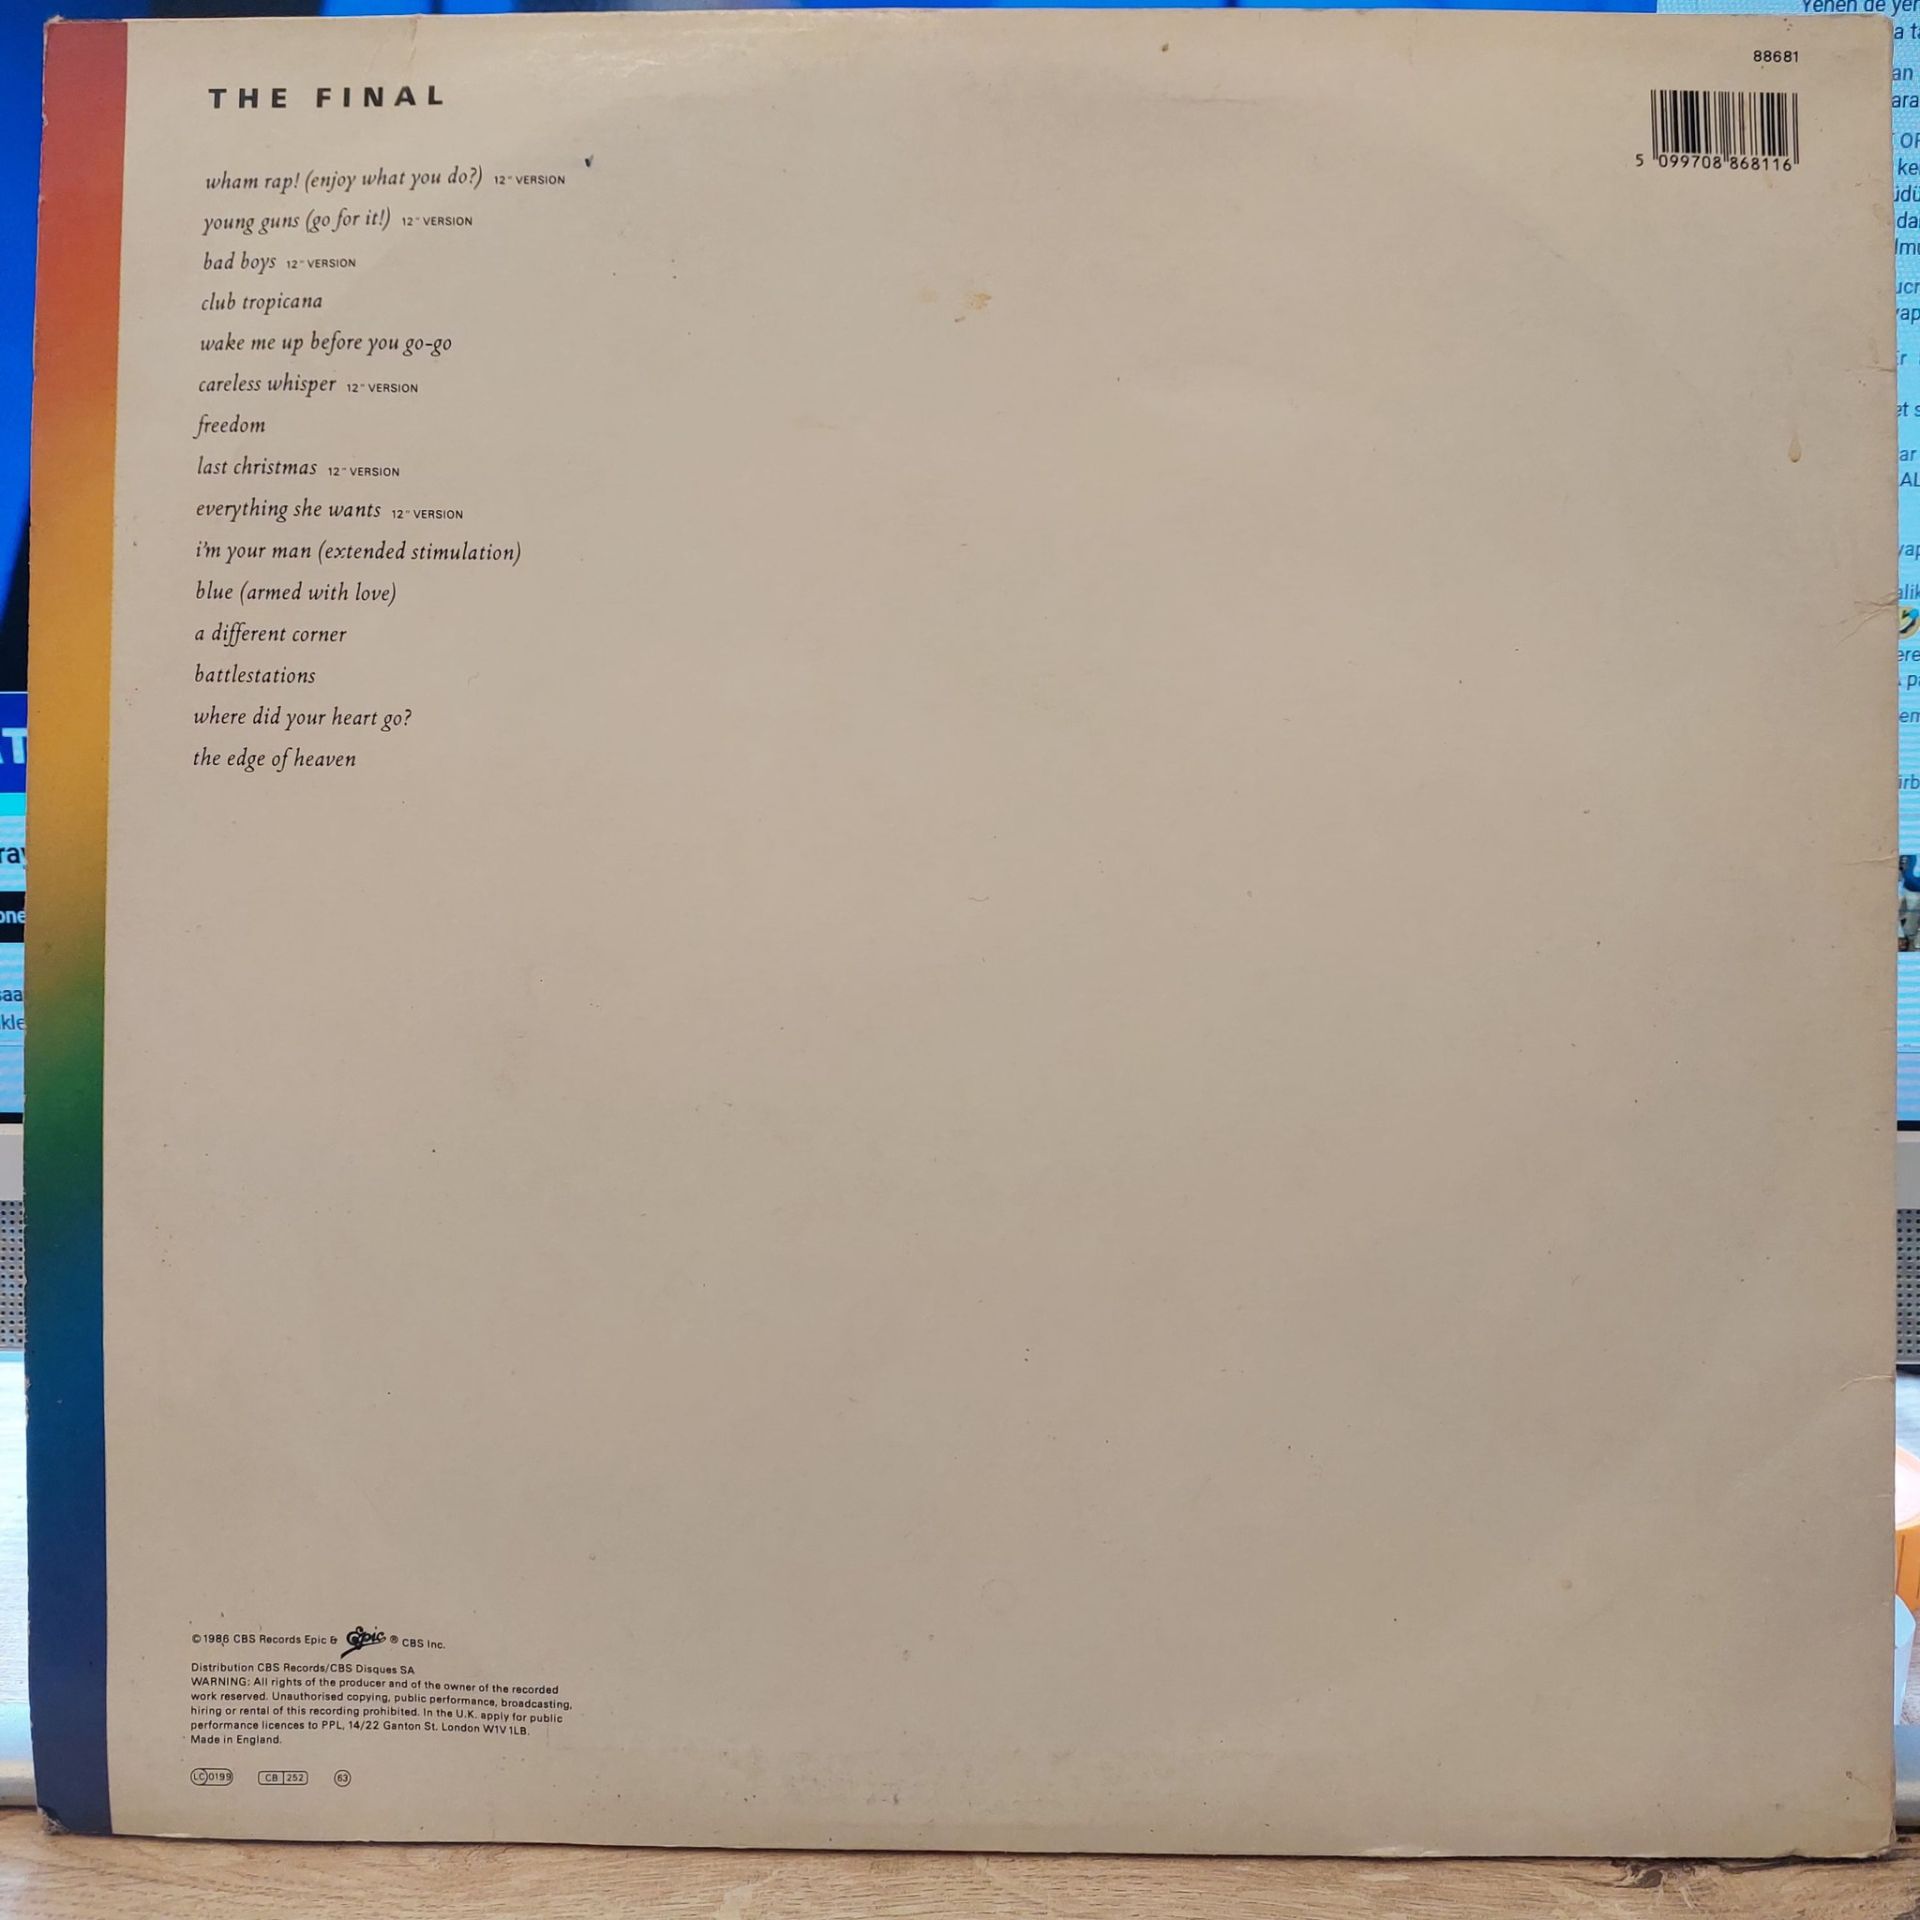 88681
THE FINAL
5 099708 868116
wham rap! (enjoy what you do?) 12" VERSION
young guns (go for it!) 12" VERSION
bad boys 12" VERSION
club tropicana
wake me up before you go-go
careless whisper 12" VERSION
freedom
last christmas 12" VERSION
everything she wants 12" VERSION
i'm your man (extended stimulation)
blue (armed with love)
a different corner
battlestations
where did your heart go?
the edge of heaven
©1986 CBS Records Epic & Epic ® CBS Inc.
Distribution CBS Records/CBS Disques SA
WARNING: All rights of the producer and of the owner of the recorded
work reserved. Unauthorised copying, public performance, broadcasting,
hiring or rental of this recording prohibited. In the U.K. apply for public
performance licences to PPL, 14/22 Ganton St. London W1V 1LB.
Made in England.
LC 0199 CB 252 63